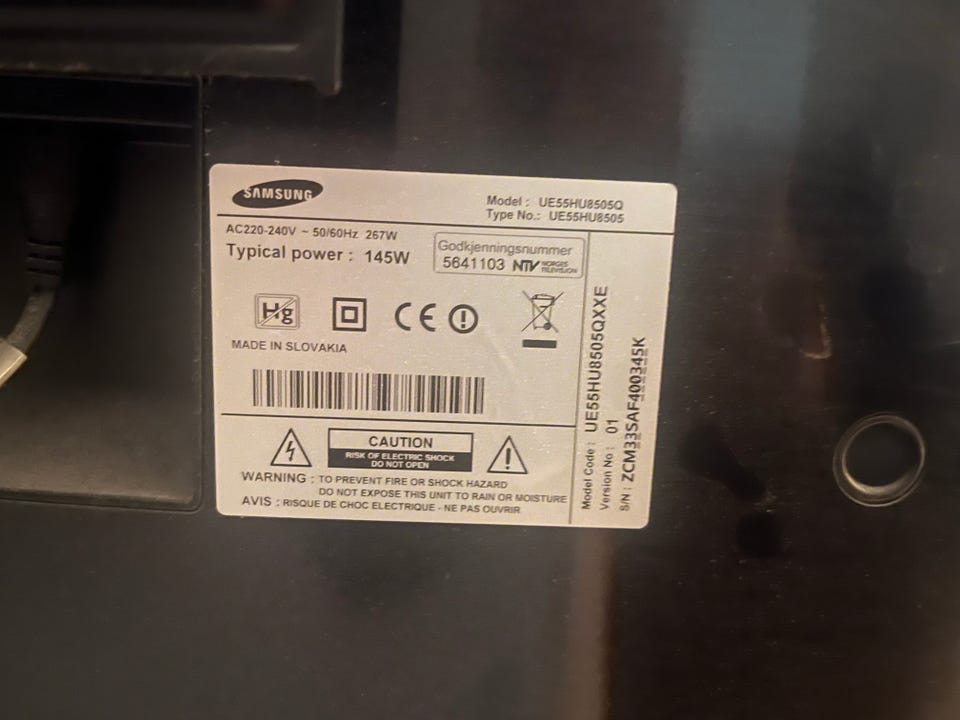 SAMSUNG
Model : UE55HU8505Q
Type No.: UE55HU8505
AC220-240V ~ 50/60Hz 267W
Typical power : 145W
Godkjenningsnummer
5641103 NTV NORGES TELEVISJON
Hg
CE
MADE IN SLOVAKIA
CAUTION
RISK OF ELECTRIC SHOCK
DO NOT OPEN
WARNING : TO PREVENT FIRE OR SHOCK HAZARD
DO NOT EXPOSE THIS UNIT TO RAIN OR MOISTURE
AVIS : RISQUE DE CHOC ELECTRIQUE - NE PAS OUVRIR
Model Code : UE55HU8505QXXE
Version No : 01
S/N : ZCM33SAF400345K